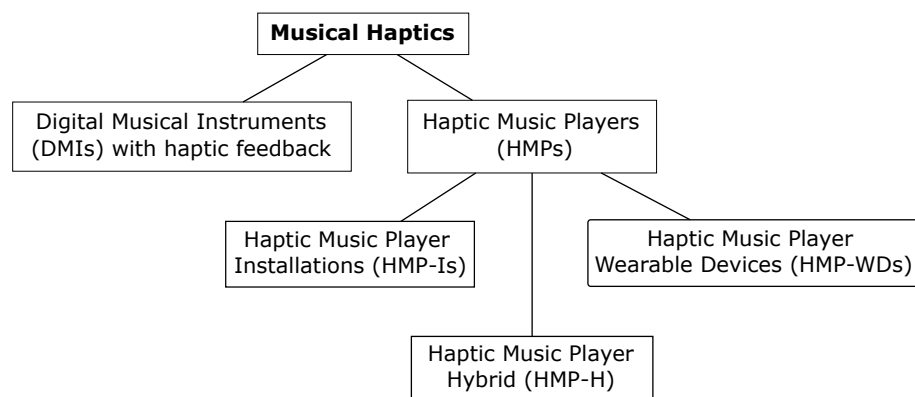 Musical Haptics
Digital Musical Instruments
(DMIs) with haptic feedback
Haptic Music Players
(HMPs)
Haptic Music Player
Installations (HMP-Is)
Haptic Music Player
Wearable Devices (HMP-WDs)
Haptic Music Player
Hybrid (HMP-H)